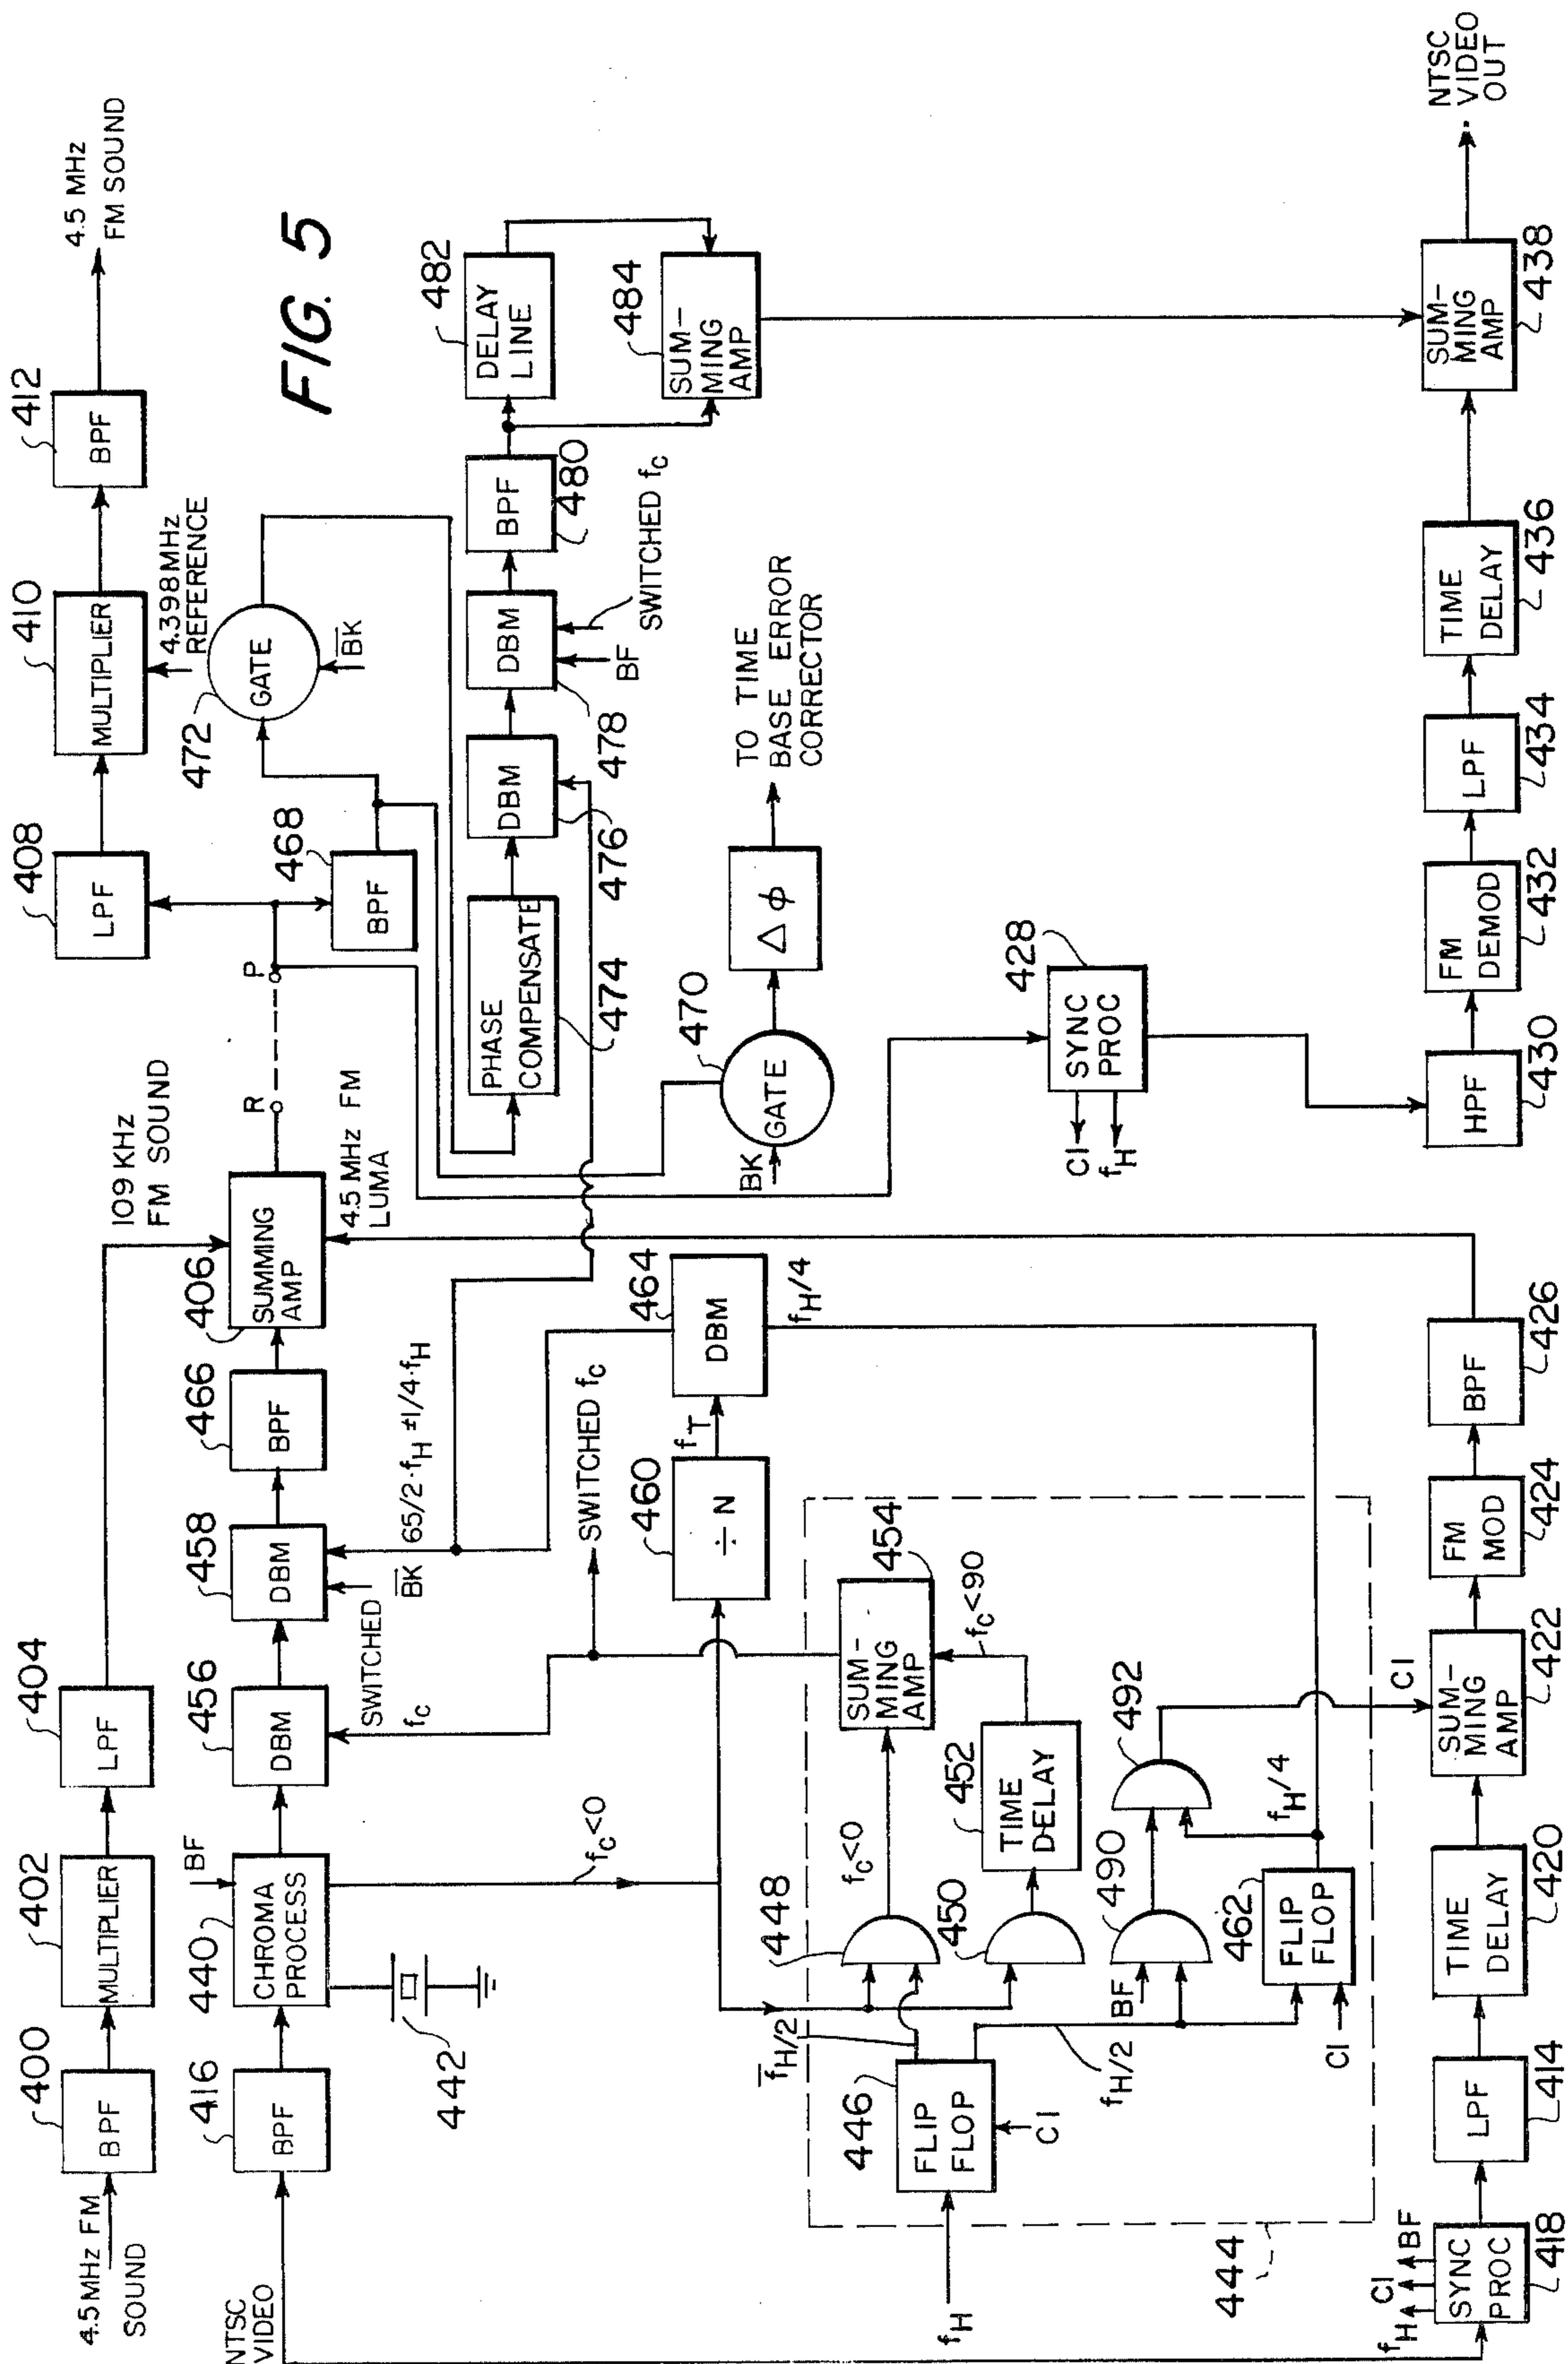 FIG. 5
4.5 MHz FM
SOUND
400
BPF
402
MULTIPLIER
404
LPF
109 KHz
FM SOUND
408
LPF
410
MULTIPLIER
4.398 MHz
REFERENCE
412
BPF
4.5 MHz
FM SOUND
NTSC
VIDEO
416
BPF
440
BF
CHROMA
PROCESS
442
456
DBM
SWITCHED
fC
458
DBM
BK
65/2·fH ±1/4·fH
466
BPF
406
SUMMING
AMP
4.5 MHz FM
LUMA
R
P
468
BPF
472
GATE
BK
fC<0
PHASE
COMPENSATE
474
DBM
476
DBM
478
BF
SWITCHED fC
BPF
480
DELAY
LINE
482
SUM-
MING
AMP
484
BK
GATE
470
Δ ϕ
TO TIME
BASE ERROR
CORRECTOR
SWITCHED fC
460
÷ N
fT
464
DBM
fH/4
444
fH
446
FLIP
FLOP
CI
fH/2
fH/2
448
450
fC<0
452
TIME
DELAY
fC<90
454
SUM-
MING
AMP
BF
490
492
462
FLIP
FLOP
CI
fH/4
CI
428
SYNC
PROC
CI
fH
fH
CI
BF
SYNC
PROC
418
LPF
414
TIME
DELAY
420
SUM-
MING
AMP
422
FM
MOD
424
BPF
426
HPF
430
FM
DEMOD
432
LPF
434
TIME
DELAY
436
SUM-
MING
AMP
438
NTSC
VIDEO
OUT